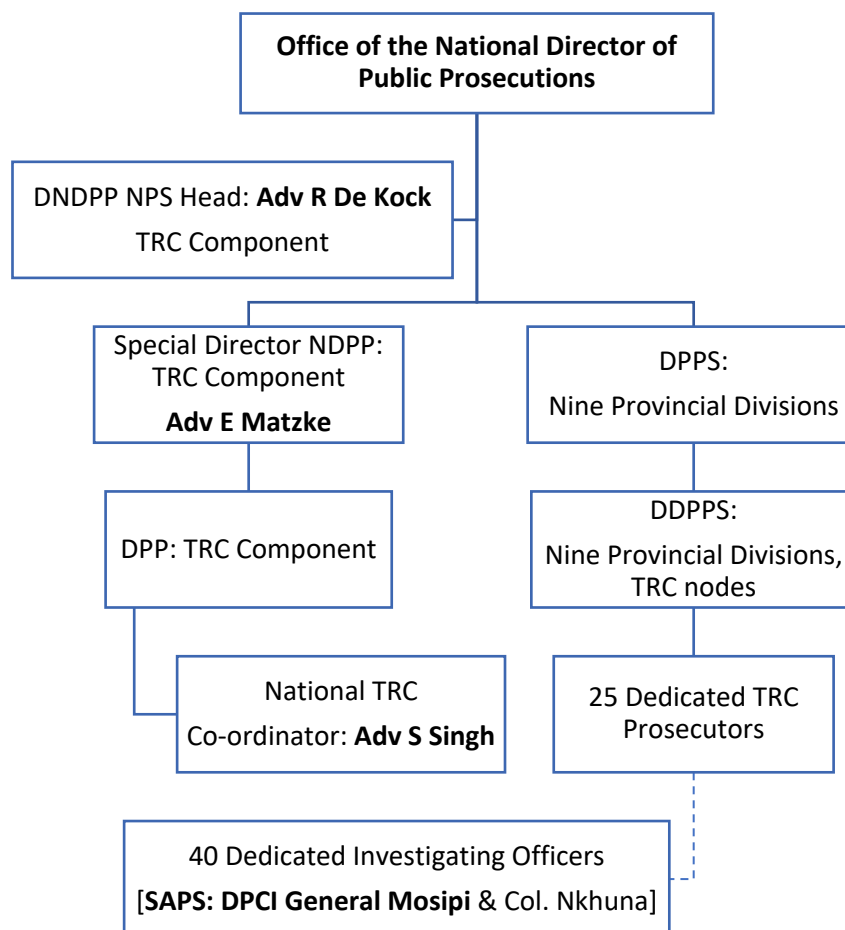 Office of the National Director of
Public Prosecutions
DNDPP NPS Head: Adv R De Kock
TRC Component
Special Director NDPP:
TRC Component
Adv E Matzke
DPPS:
Nine Provincial Divisions
DPP: TRC Component
DDPPS:
Nine Provincial Divisions,
TRC nodes
National TRC
Co-ordinator: Adv S Singh
25 Dedicated TRC
Prosecutors
40 Dedicated Investigating Officers
[SAPS: DPCI General Mosipi & Col. Nkhuna]